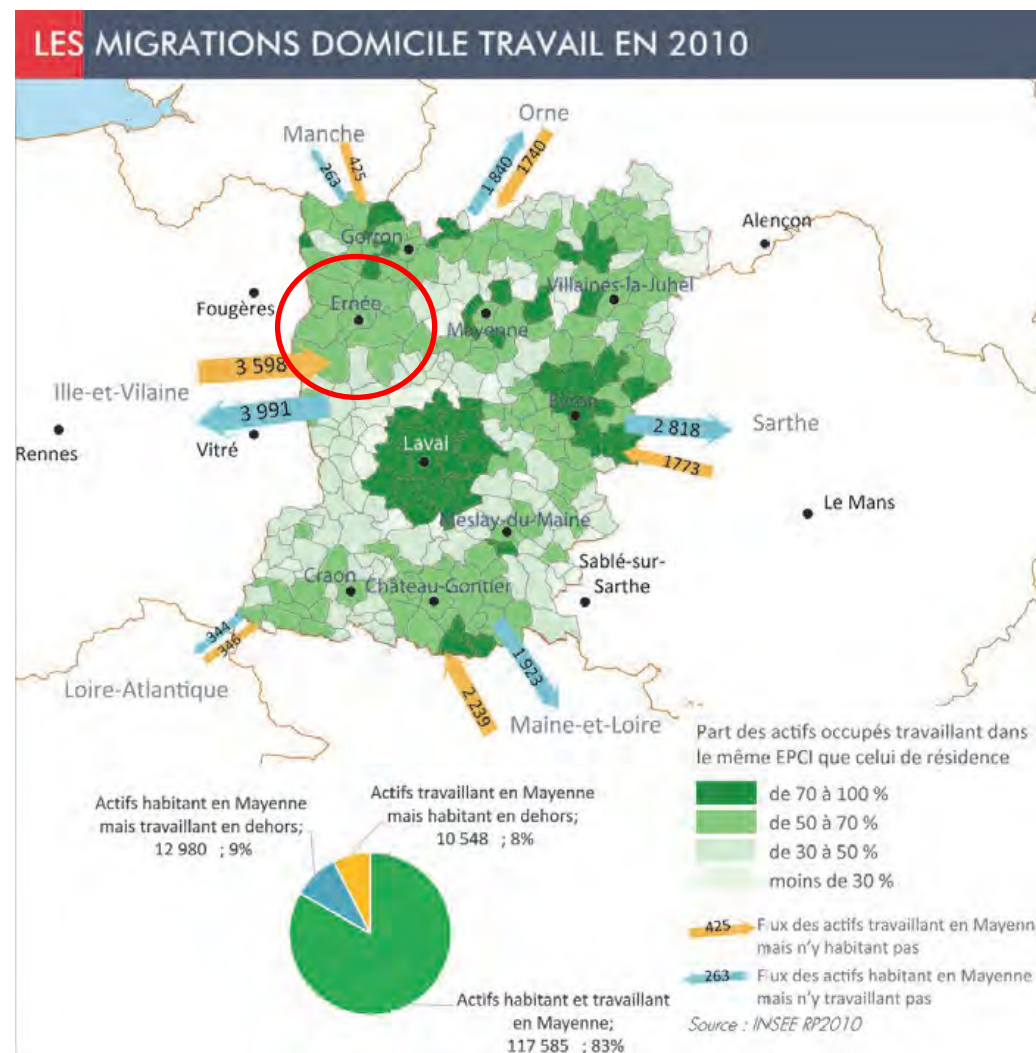 LES MIGRATIONS DOMICILE TRAVAIL EN 2010
Orne
Manche
263
425
1 840
1740
Alençon
Gorron
Villaines-la-Juhel
Fougères
Ernée
Mayenne
3 598
Ille-et-Vilaine
3 991
2 818
Sarthe
Rennes
Vitré
Laval
1773
Le Mans
Meslay-du-Maine
Sablé-sur-
Sarthe
Craon
Château-Gontier
344
346
1 923
Loire-Atlantique
2 239
Maine-et-Loire
Part des actifs occupés travaillant dans
le même EPCI que celui de résidence
de 70 à 100 %
de 50 à 70 %
de 30 à 50 %
moins de 30 %
425 Flux des actifs travaillant en Mayenn
mais n'y habitant pas
263 Flux des actifs habitant en Mayenne
mais n'y travaillant pas
Source : INSEE RP2010
Actifs habitant en Mayenne
mais travaillant en dehors;
12 980 ; 9%
Actifs travaillant en Mayenne
mais habitant en dehors;
10 548 ; 8%
Actifs habitant et travaillant
en Mayenne;
117 585 ; 83%